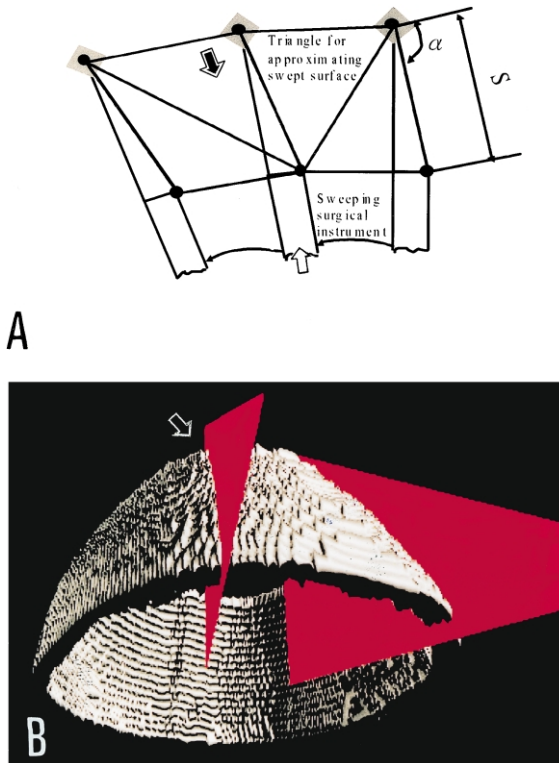 Triangle for
approximating
swept surface
α
S
Sweeping
surgical
instrument
A
B